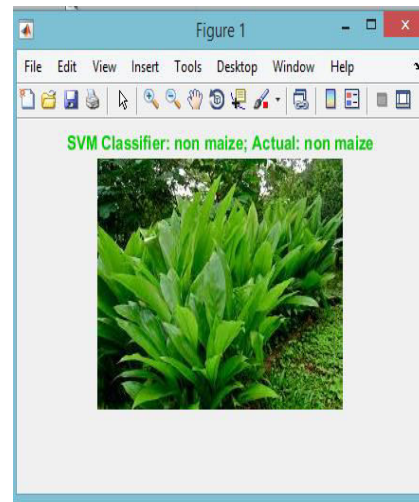 Figure 1
File Edit View Insert Tools Desktop Window Help
SVM Classifier: non maize; Actual: non maize